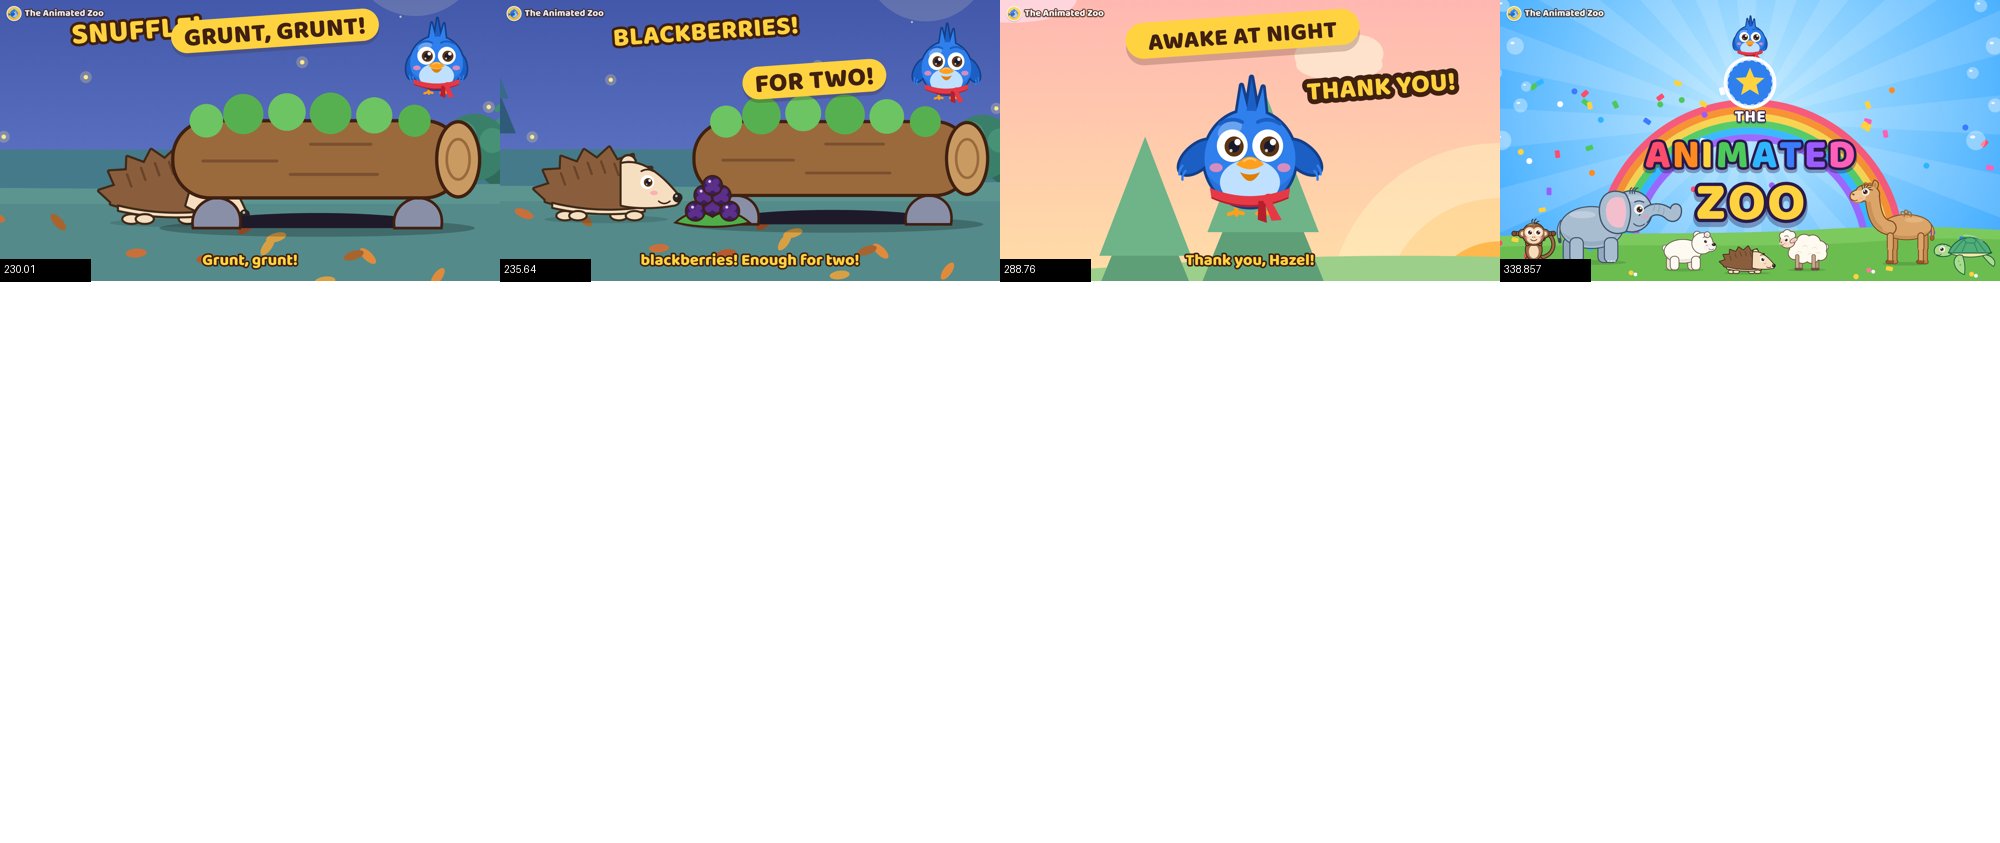 The Animated Zoo
SNUFFLE!
GRUNT, GRUNT!
Grunt, grunt!
230.01
The Animated Zoo
BLACKBERRIES!
FOR TWO!
blackberries! Enough for two!
235.64
The Animated Zoo
AWAKE AT NIGHT
THANK YOU!
Thank you, Hazel!
288.76
The Animated Zoo
THE
ANIMATED
ZOO
338.857